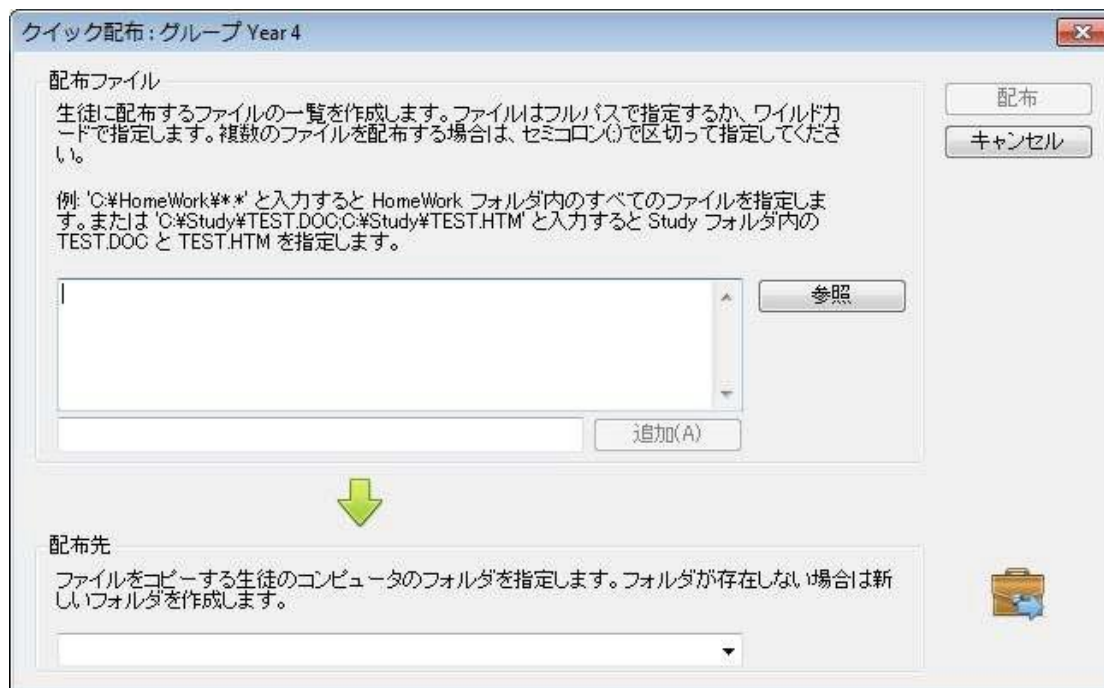 クイック配布 : グループ Year 4
配布ファイル
生徒に配布するファイルの一覧を作成します。ファイルはフルパスで指定するか、ワイルドカ
ードで指定します。複数のファイルを配布する場合は、セミコロン(;)で区切って指定してくださ
い。
例: 'C:¥HomeWork¥*.*' と入力すると HomeWork フォルダ内のすべてのファイルを指定しま
す。または 'C:¥Study¥TEST.DOC;C:¥Study¥TEST.HTM' と入力すると Study フォルダ内の
TEST.DOC と TEST.HTM を指定します。
配布
キャンセル
参照
追加(A)
配布先
ファイルをコピーする生徒のコンピュータのフォルダを指定します。フォルダが存在しない場合は新
しいフォルダを作成します。